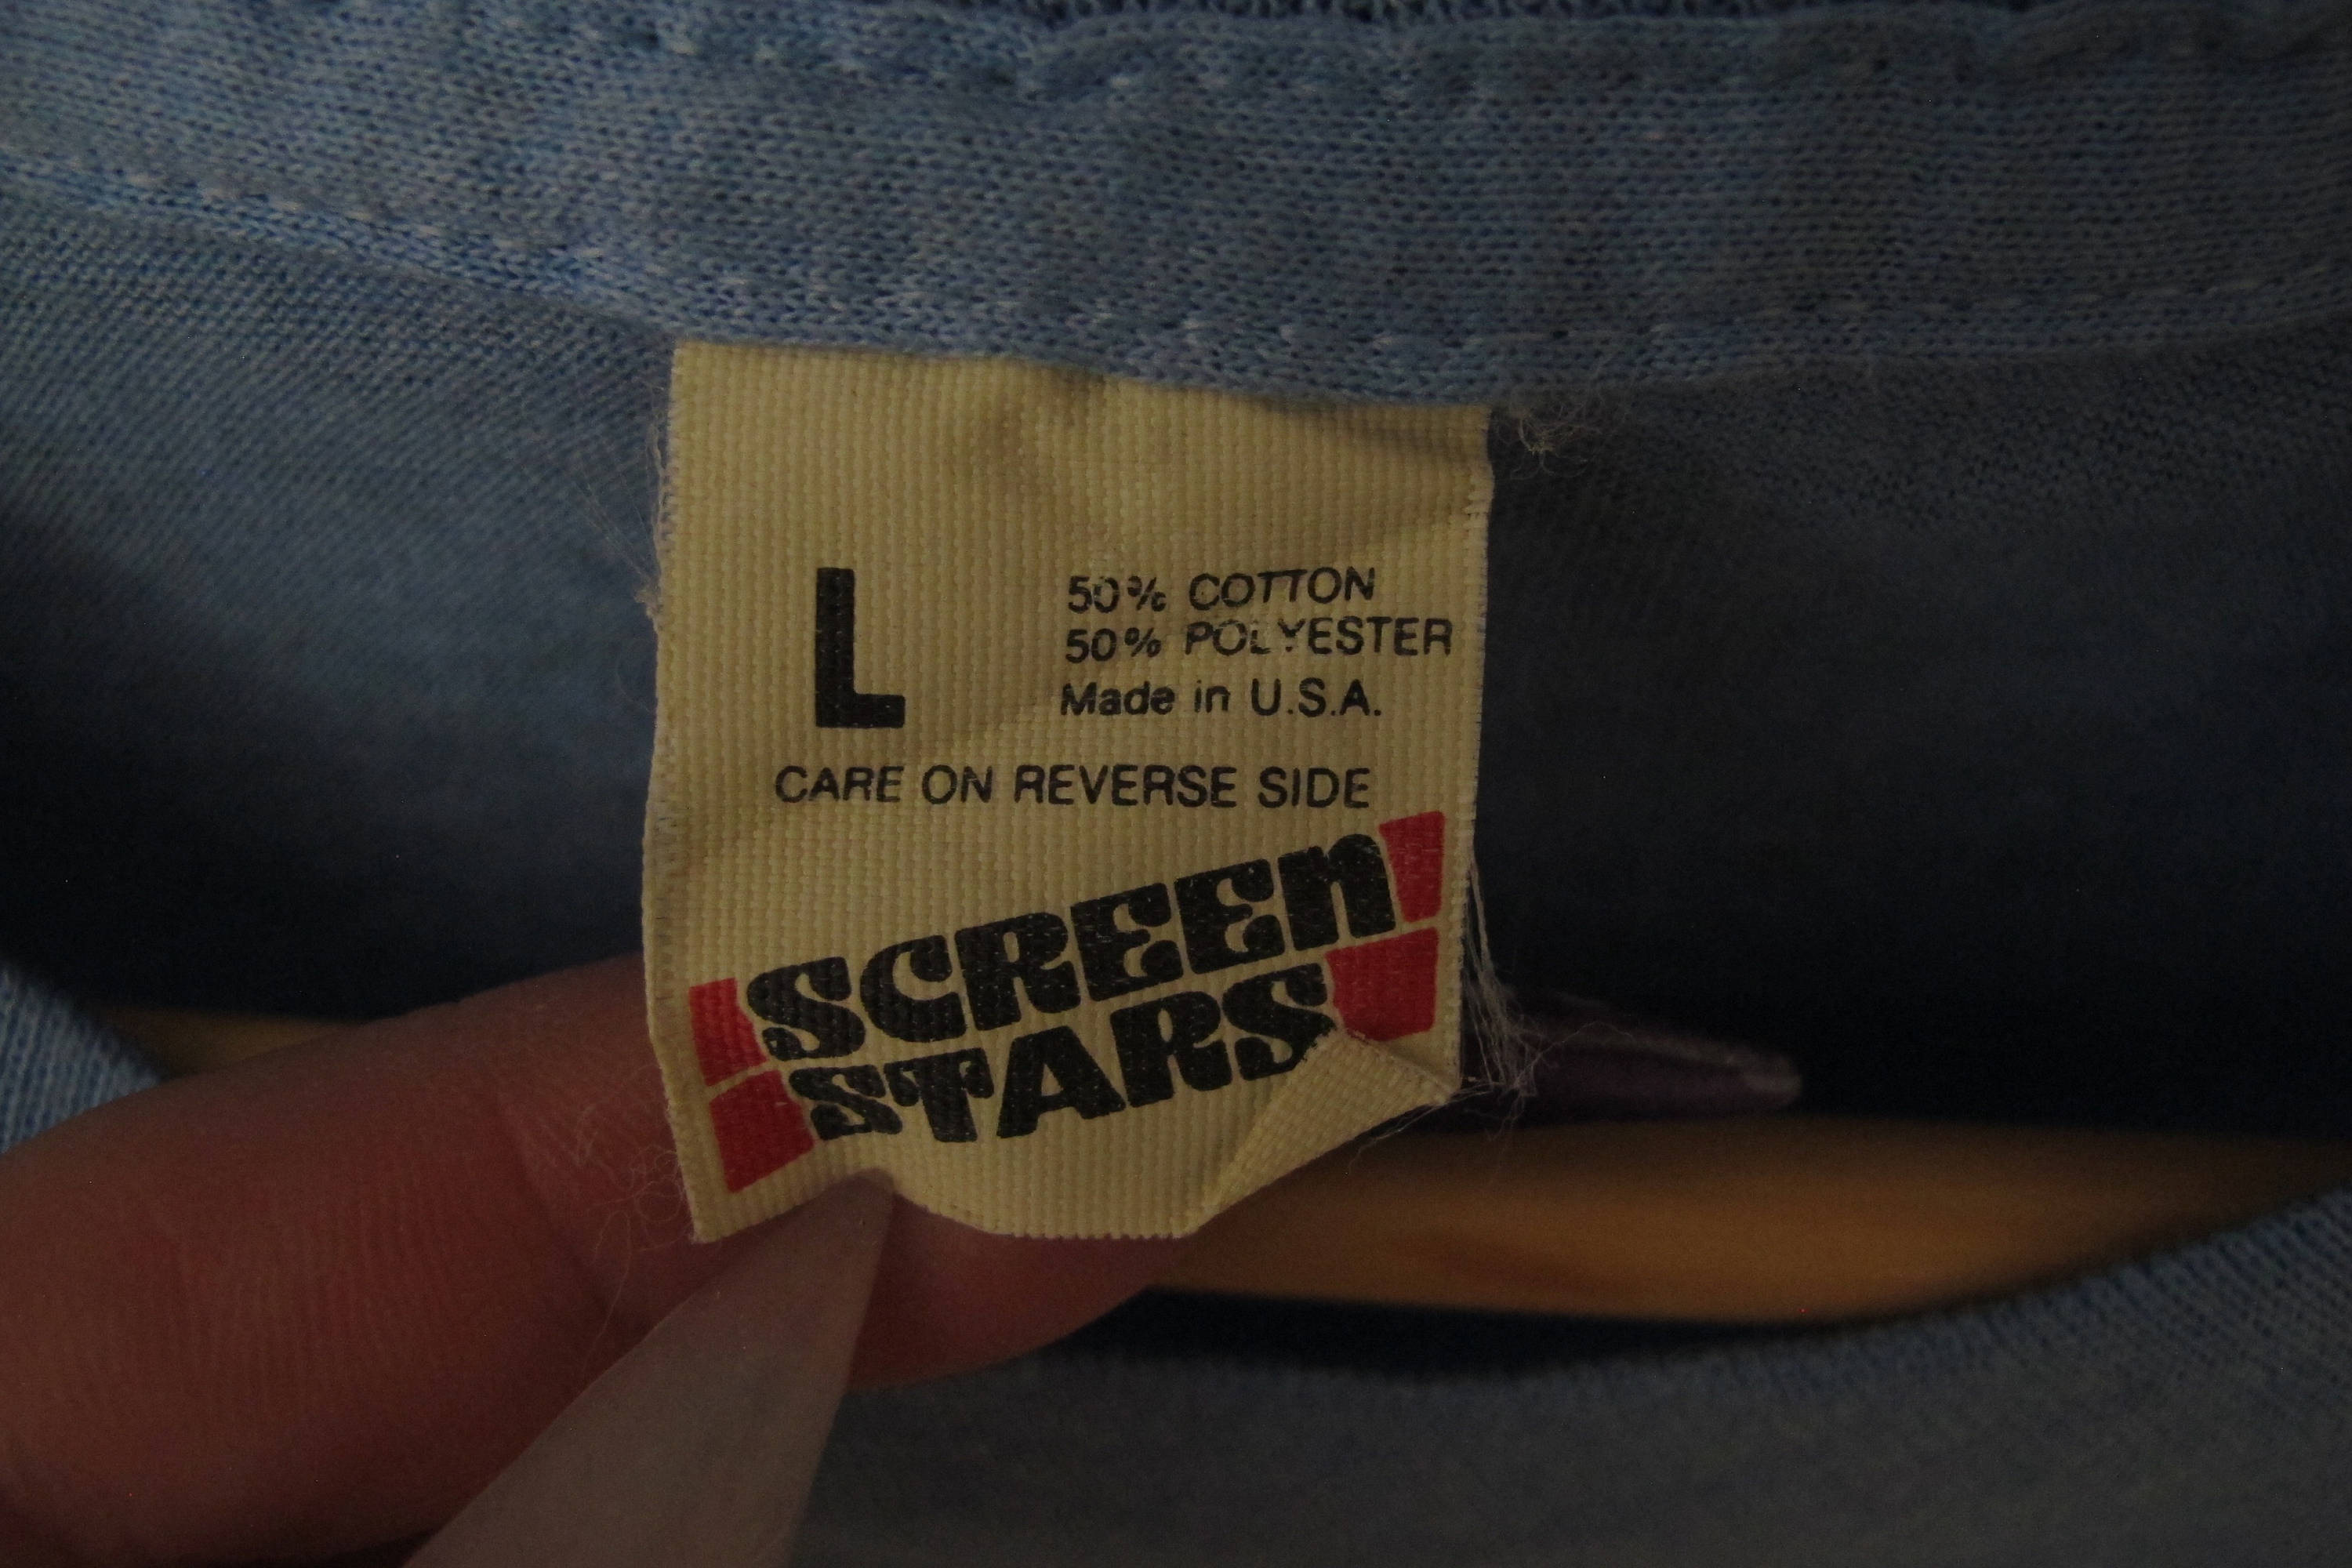 L
50% COTTON
50% POLYESTER
Made in U.S.A.
CARE ON REVERSE SIDE
SCREEN
STARS